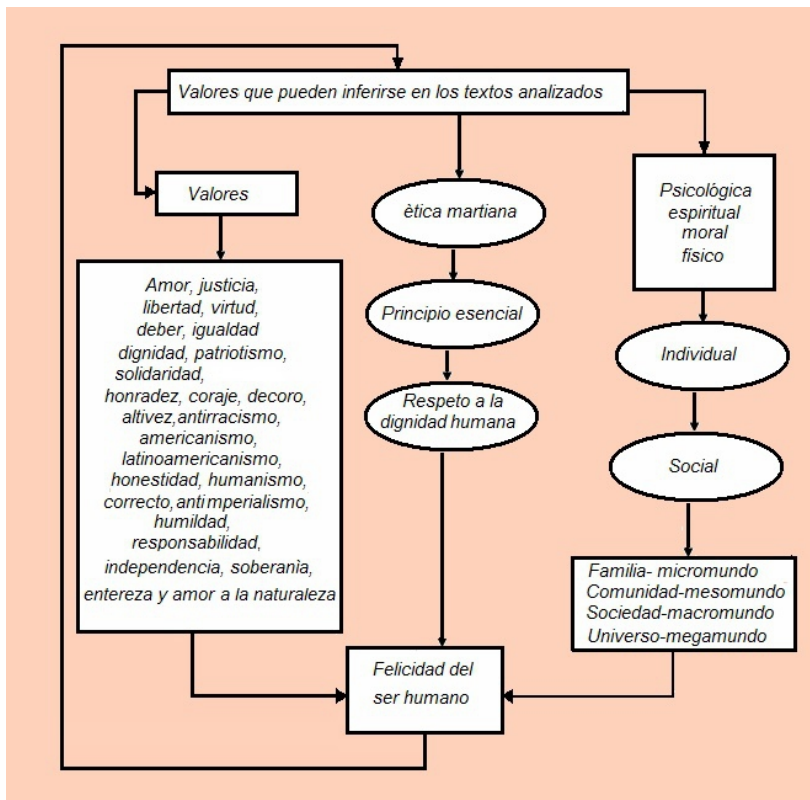 Valores que pueden inferirse en los textos analizados
Valores
Amor, justicia,
libertad, virtud,
deber, igualdad
dignidad, patriotismo,
solidaridad,
honradez, coraje, decoro,
altivez,antirracismo,
americanismo,
latinoamericanismo,
honestidad, humanismo,
correcto, antimperialismo,
humildad,
responsabilidad,
independencia, soberanìa,
entereza y amor a la naturaleza
ètica martiana
Principio esencial
Respeto a la
dignidad humana
Psicológica
espiritual
moral
físico
Individual
Social
Familia- micromundo
Comunidad-mesomundo
Sociedad-macromundo
Universo-megamundo
Felicidad del
ser humano